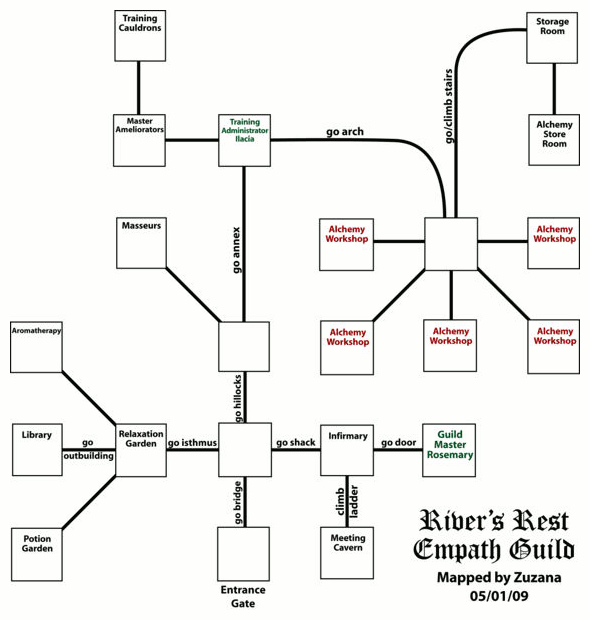 Training
Cauldrons
Storage
Room
go/climb stairs
Master
Ameliorators
Training
Administrator
Ilacia
go arch
Alchemy
Store
Room
Masseurs
go annex
Alchemy
Workshop
Alchemy
Workshop
Aromatherapy
Alchemy
Workshop
Alchemy
Workshop
Alchemy
Workshop
go hillocks
Library
go
outbuilding
Relaxation
Garden
go isthmus
go shack
Infirmary
go door
Guild
Master
Rosemary
go bridge
climb
ladder
Potion
Garden
Meeting
Cavern
Entrance
Gate
River's Rest
Empath Guild
Mapped by Zuzana
05/01/09